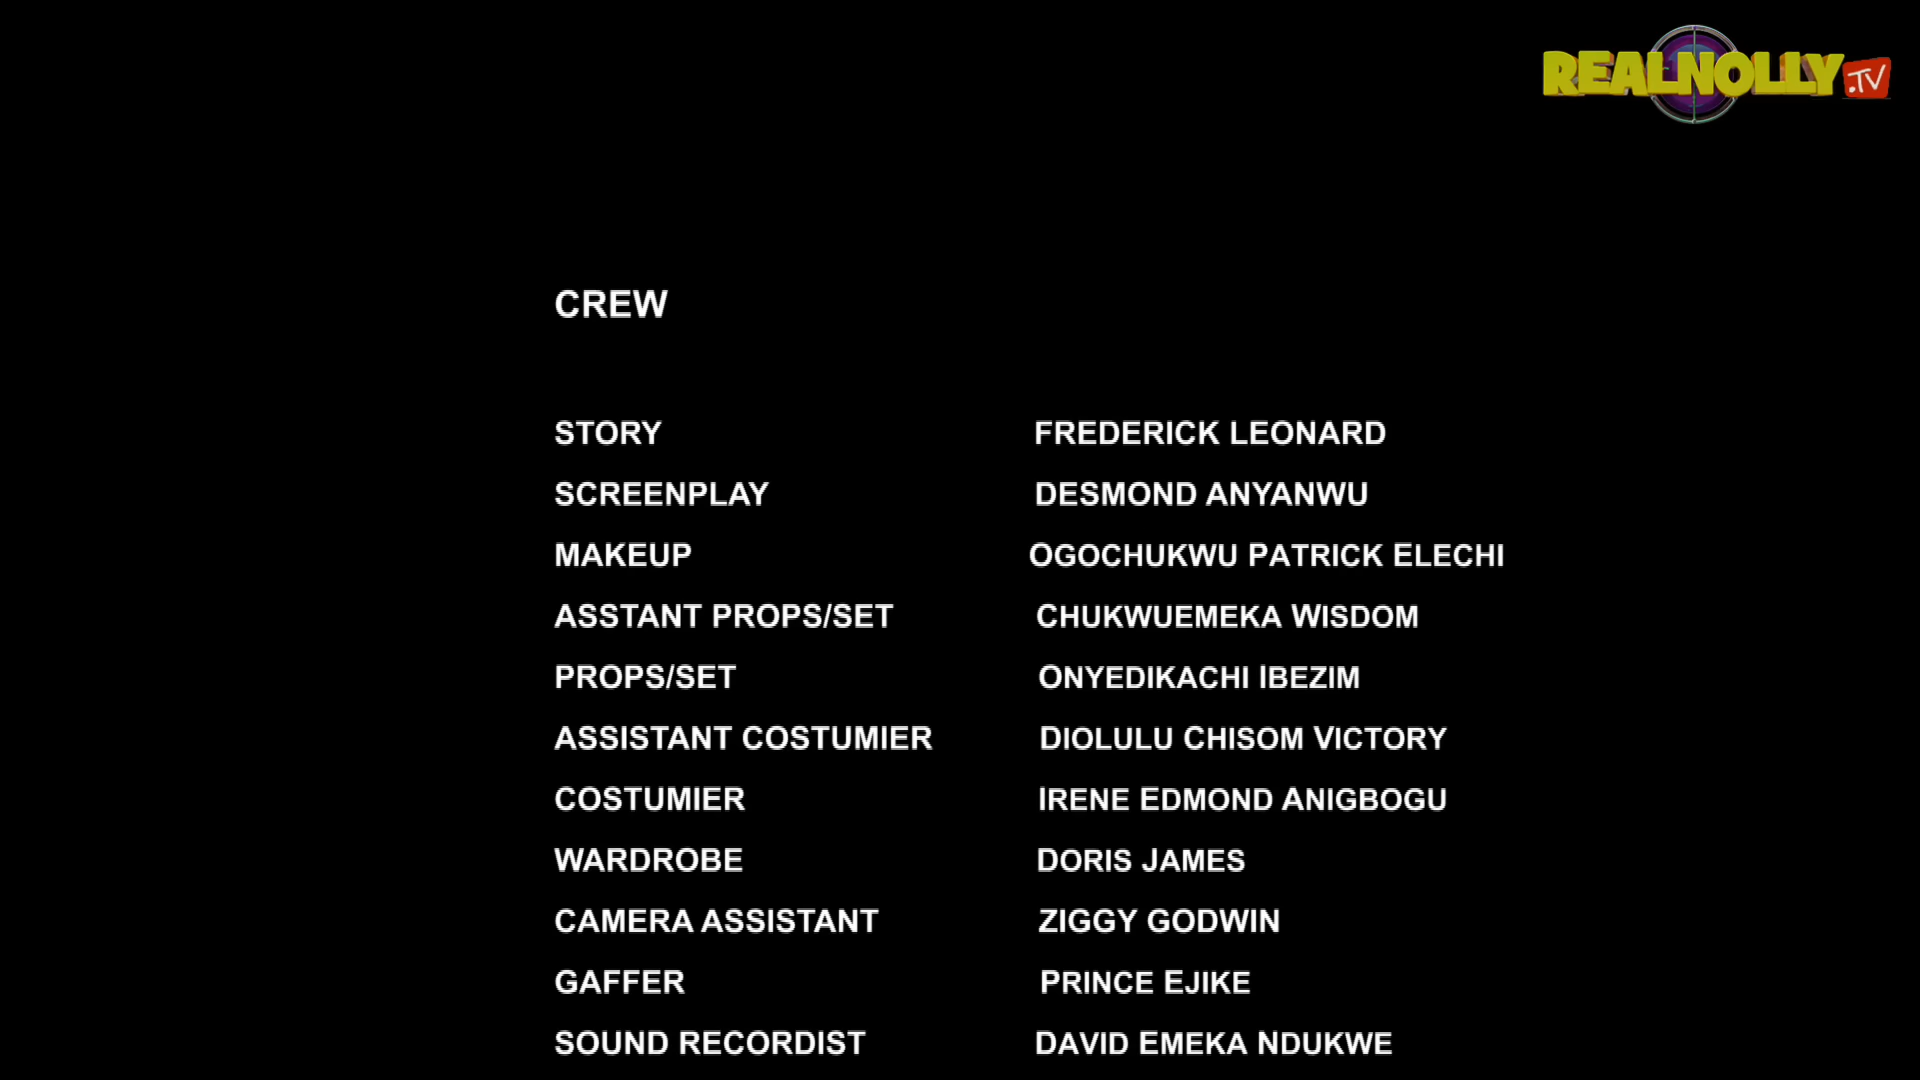 REALNOLLY.TV
CREW
STORY FREDERICK LEONARD
SCREENPLAY DESMOND ANYANWU
MAKEUP OGOCHUKWU PATRICK ELECHI
ASSTANT PROPS/SET CHUKWUEMEKA WISDOM
PROPS/SET ONYEDIKACHI IBEZIM
ASSISTANT COSTUMIER DIOLULU CHISOM VICTORY
COSTUMIER IRENE EDMOND ANIGBOGU
WARDROBE DORIS JAMES
CAMERA ASSISTANT ZIGGY GODWIN
GAFFER PRINCE EJIKE
SOUND RECORDIST DAVID EMEKA NDUKWE